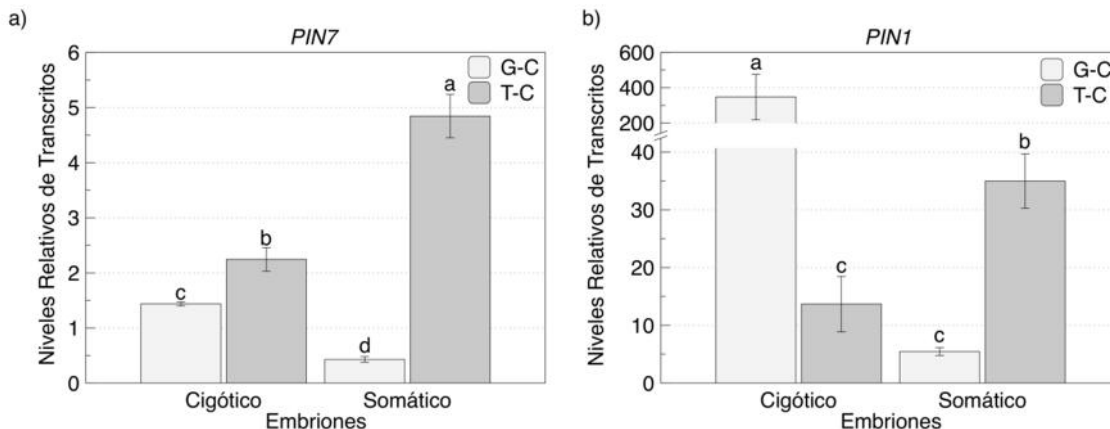 a)
PIN7
Niveles Relativos de Transcritos
6
5
4
3
2
1
0
G-C
T-C
c
b
d
a
Cigótico
Somático
Embriones
b)
PIN1
Niveles Relativos de Transcritos
600
400
200
40
30
20
10
0
G-C
T-C
a
c
c
b
Cigótico
Somático
Embriones